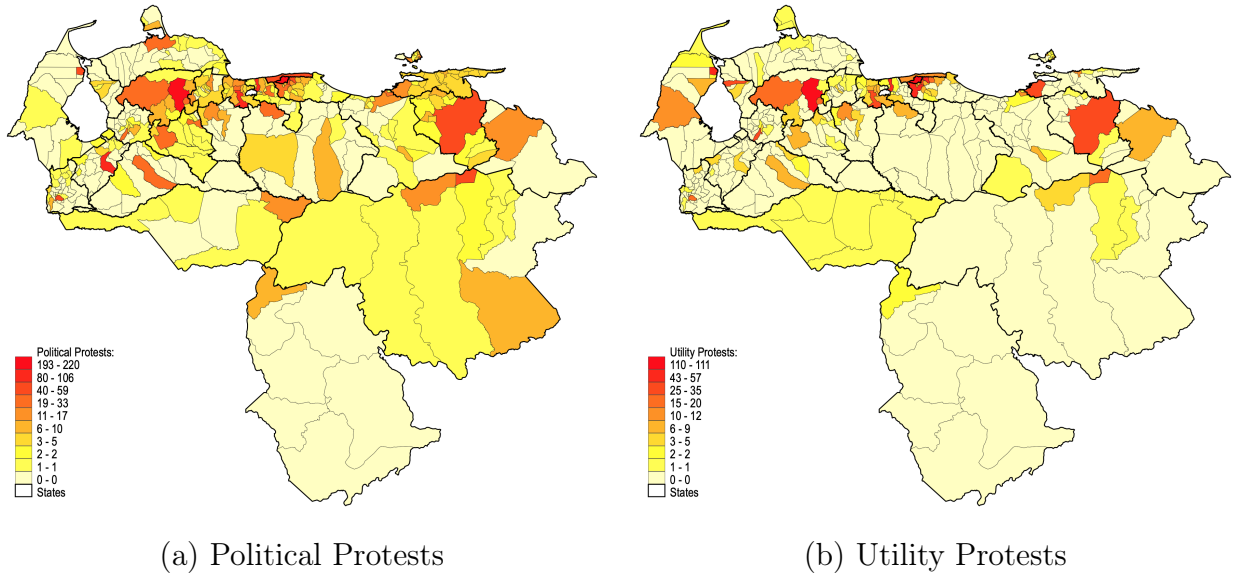 Political Protests:
193 - 220
80 - 106
40 - 59
19 - 33
11 - 17
6 - 10
3 - 5
2 - 2
1 - 1
0 - 0
States
Utility Protests:
110 - 111
43 - 57
25 - 35
15 - 20
10 - 12
6 - 9
3 - 5
2 - 2
1 - 1
0 - 0
States
(a) Political Protests
(b) Utility Protests